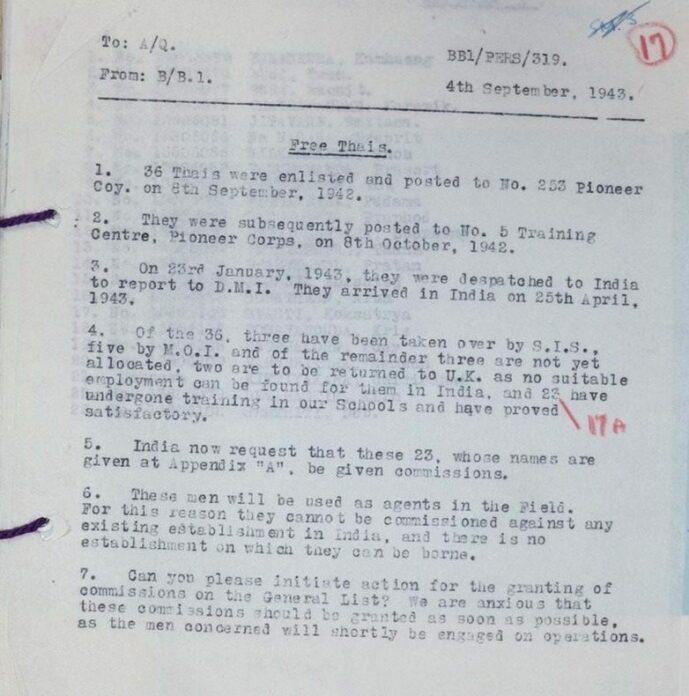 17
To: A/Q.
BB1/PERS/319.
From: B/B.1.
4th September, 1943.
Free Thais.
1. 36 Thais were enlisted and posted to No. 253 Pioneer
Coy. on 8th September, 1942.
2. They were subsequently posted to No. 5 Training
Centre, Pioneer Corps, on 8th October, 1942.
3. On 23rd January, 1943, they were despatched to India
to report to D.M.I. They arrived in India on 25th April,
1943.
4. Of the 36, three have been taken over by S.I.S.,
five by M.O.I. and of the remainder three are not yet
allocated, two are to be returned to U.K. as no suitable
employment can be found for them in India, and 23 have
undergone training in our Schools and have proved
satisfactory.
17A
5. India now request that these 23, whose names are
given at Appendix "A", be given commissions.
6. These men will be used as agents in the Field.
For this reason they cannot be commissioned against any
existing establishment in India, and there is no
establishment on which they can be borne.
7. Can you please initiate action for the granting of
commissions on the General List? We are anxious that
these commissions should be granted as soon as possible,
as the men concerned will shortly be engaged on operations.